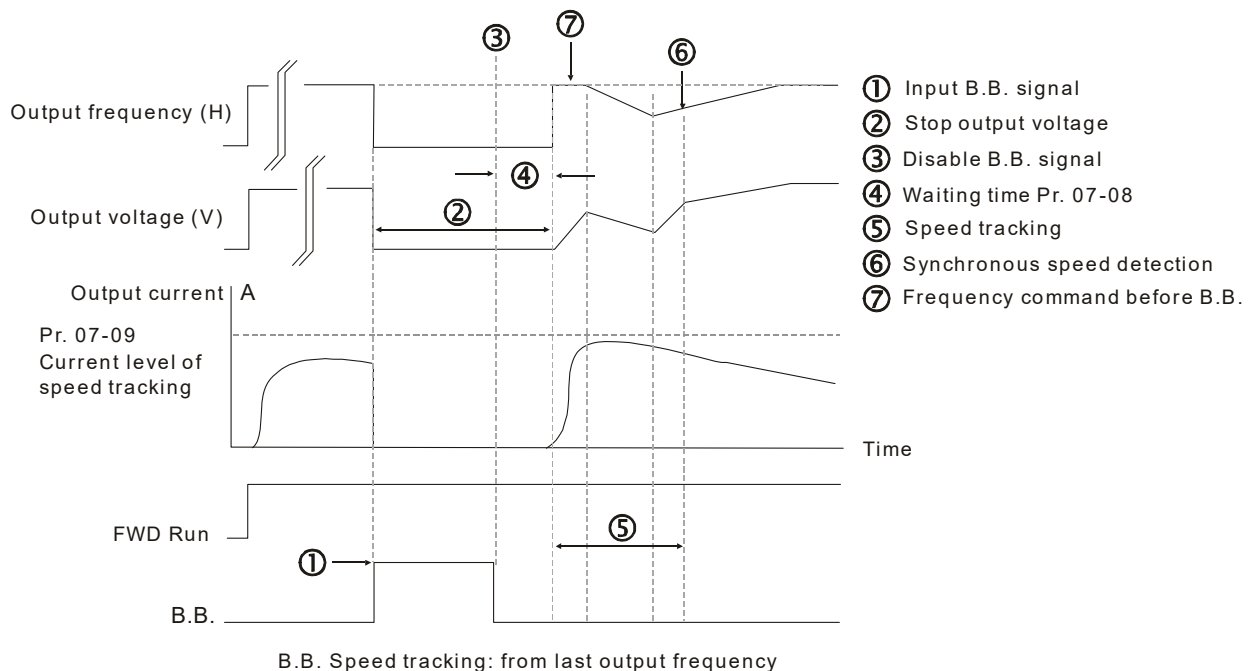 ③
⑦
⑥
Output frequency (H)
④
Output voltage (V)
②
① Input B.B. signal
② Stop output voltage
③ Disable B.B. signal
④ Waiting time Pr. 07-08
⑤ Speed tracking
⑥ Synchronous speed detection
⑦ Frequency command before B.B.
Output current A
Pr. 07-09
Current level of
speed tracking
Time
FWD Run
⑤
①
B.B.
B.B. Speed tracking: from last output frequency